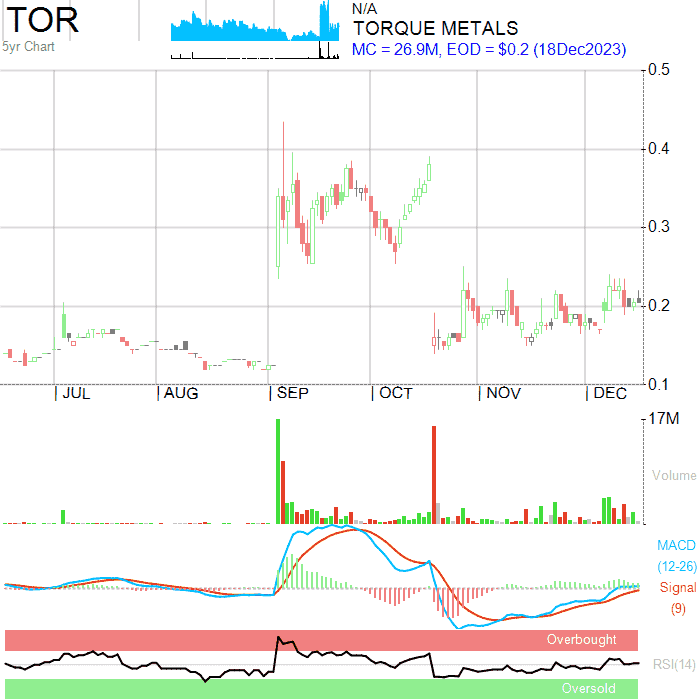 TOR
5yr Chart
N/A
TORQUE METALS
MC = 26.9M, EOD = $0.2 (18Dec2023)
0.5
0.4
0.3
0.2
0.1
JUL
AUG
SEP
OCT
NOV
DEC
17M
Volume
MACD
(12-26)
Signal
(9)
Overbought
RSI(14)
Oversold